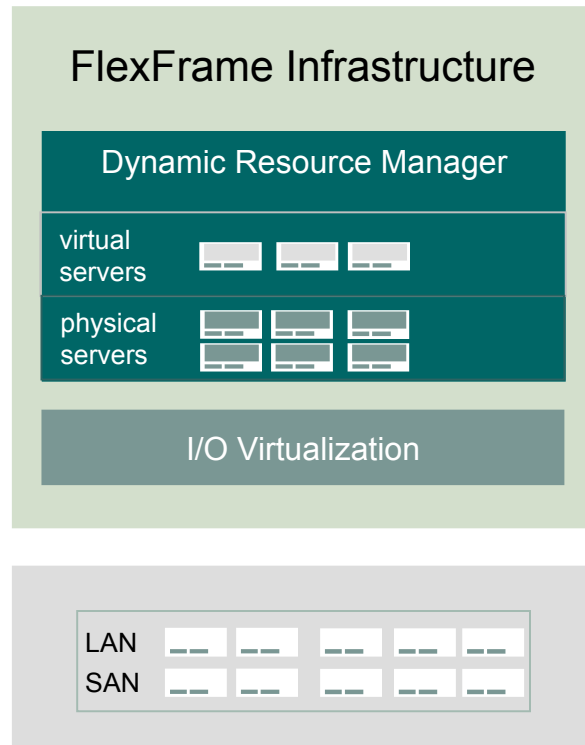 FlexFrame Infrastructure
Dynamic Resource Manager
virtual
servers
physical
servers
I/O Virtualization
LAN
SAN